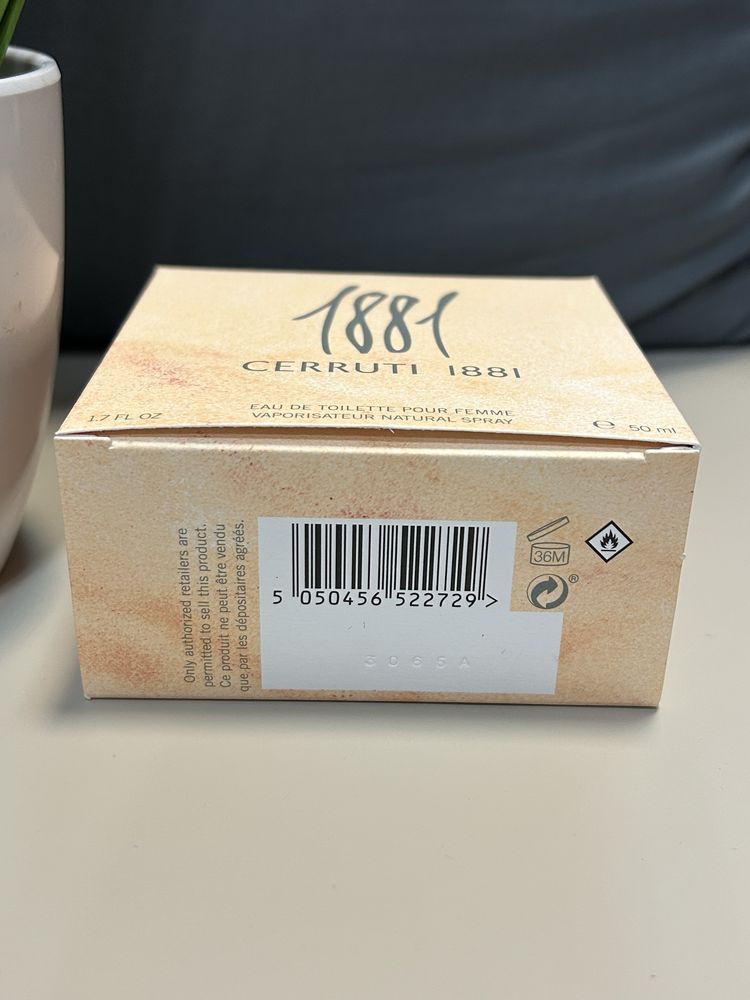 1881
CERRUTI 1881
EAU DE TOILETTE POUR FEMME
VAPORISATEUR NATURAL SPRAY
1.7 FL OZ
℮ 50 ml
Only authorized retailers are
permitted to sell this product.
Ce produit ne peut être vendu
que par les dépositaires agréés.
5 050456 522729 >
36M
®
3065A